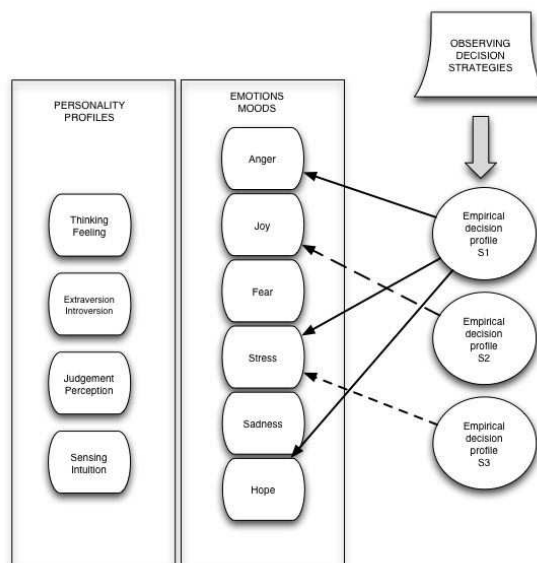 OBSERVING
DECISION
STRATEGIES
PERSONALITY
PROFILES
EMOTIONS
MOODS
Anger
Joy
Fear
Stress
Sadness
Hope
Thinking
Feeling
Extraversion
Introversion
Judgement
Perception
Sensing
Intuition
Empirical
decision
profile
S1
Empirical
decision
profile
S2
Empirical
decision
profile
S3